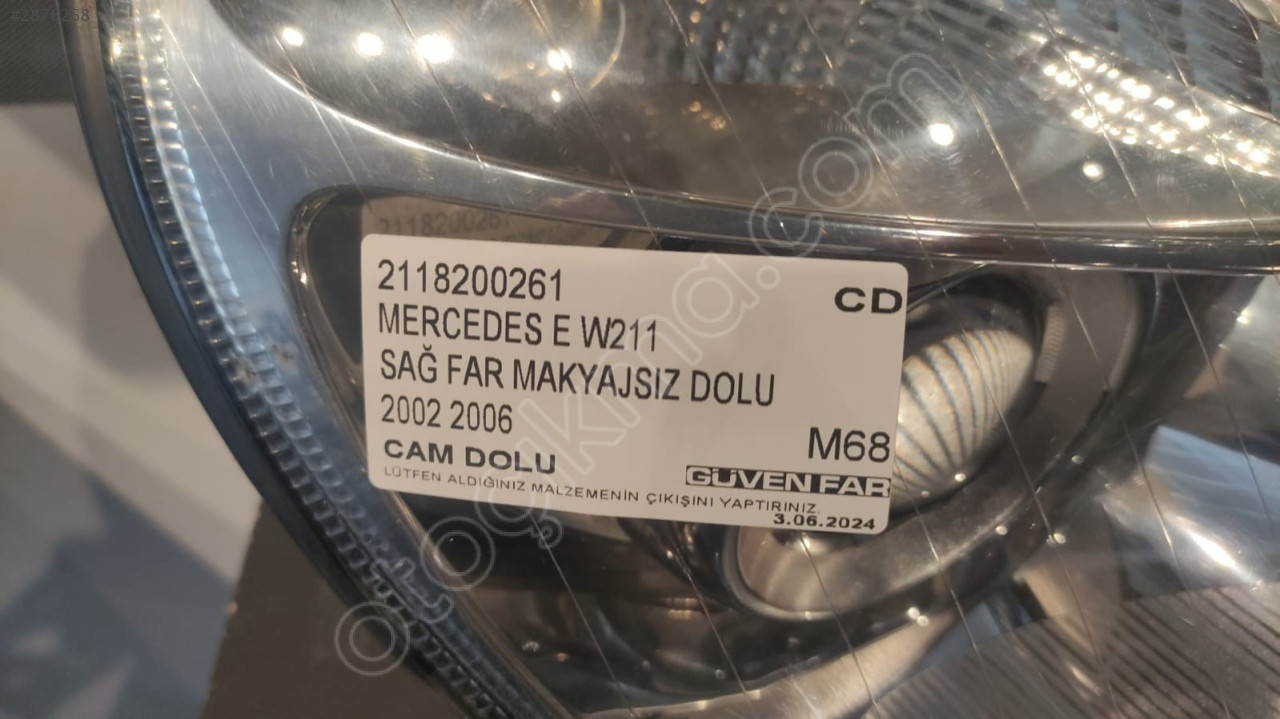 2118200261
2118200261
CD
MERCEDES E W211
SAĞ FAR MAKYAJSIZ DOLU
2002 2006
M68
CAM DOLU
GÜVEN FAR
LÜTFEN ALDIĞINIZ MALZEMENİN ÇIKIŞINI YAPTIRINIZ.
3.06.2024
otoçıkma.com